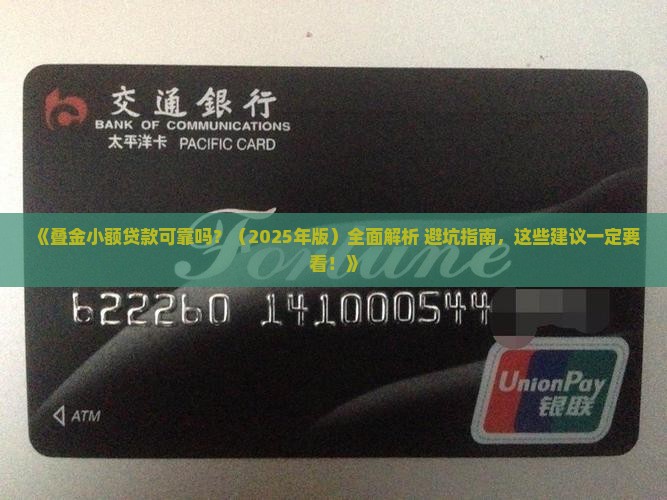 交通銀行
BANK OF COMMUNICATIONS
太平洋卡 PACIFIC CARD
《叠金小额贷款可靠吗？（2025年版）全面解析 避坑指南，这些建议一定要
看！》
Fortune
622260 141000544
UnionPay
银联
ATM